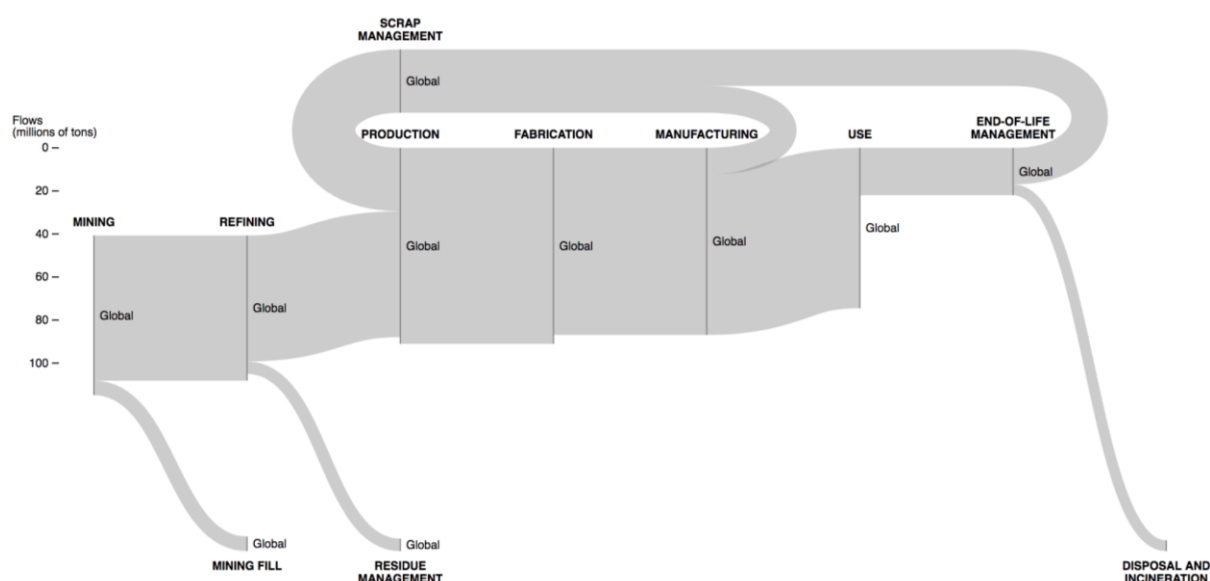 SCRAP
MANAGEMENT
Global
Flows
(millions of tons)
PRODUCTION
FABRICATION
MANUFACTURING
USE
END-OF-LIFE
MANAGEMENT
0
Global
20
MINING
REFINING
Global
40
Global
Global
Global
60
Global
Global
80
100
Global
Global
MINING FILL
RESIDUE
MANAGEMENT
DISPOSAL AND
INCINERATION